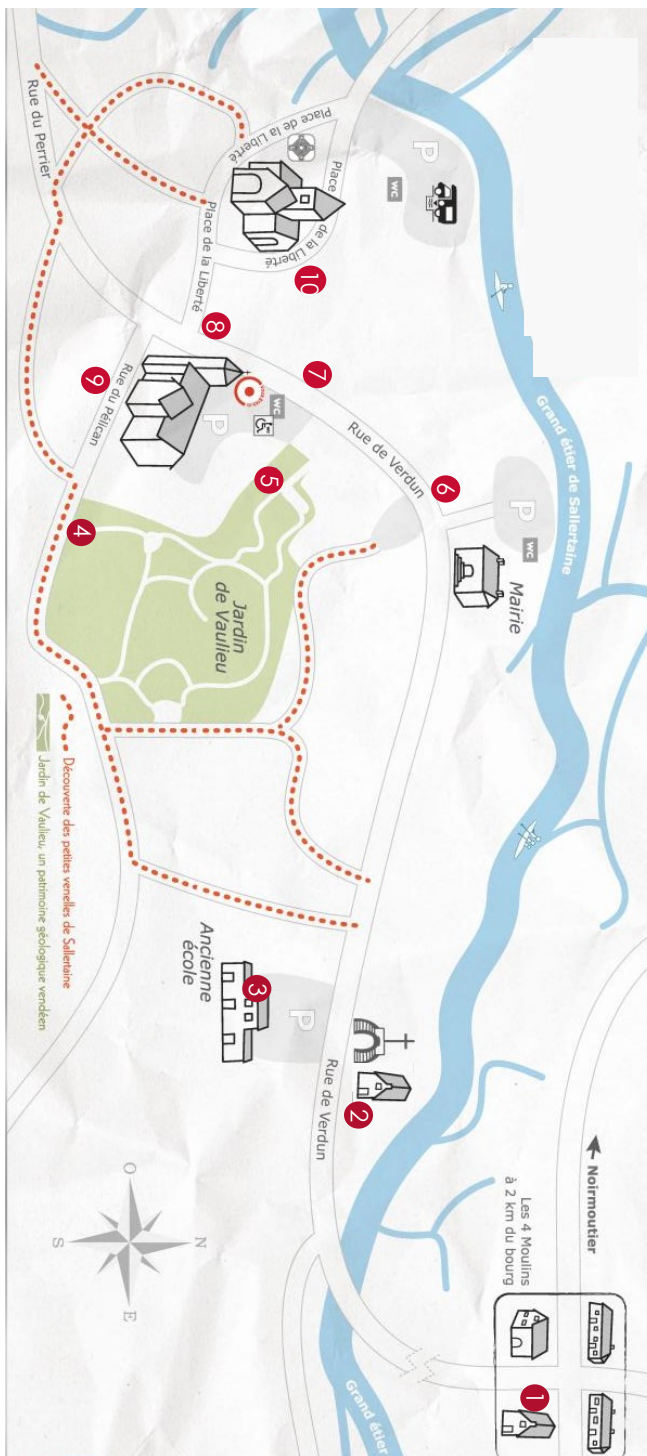 Noirmoutier
Les 4 Moulins
à 2 km du bourg
1
Grand étier de Sallertaine
Grand étier
P
WC
P
WC
Mairie
Place de la Liberté
Place
de la Liberté
Place de la Liberté
10
8
7
Rue de Verdun
6
2
Rue de Verdun
P
3
Ancienne
école
WC
P
5
Jardin
de Vaulieu
4
9
Rue du Pélican
Rue du Perrier
N
O
E
S
Découverte des petites venelles de Sallertaine
Jardin de Vaulieu, un patrimoine géologique vendéen